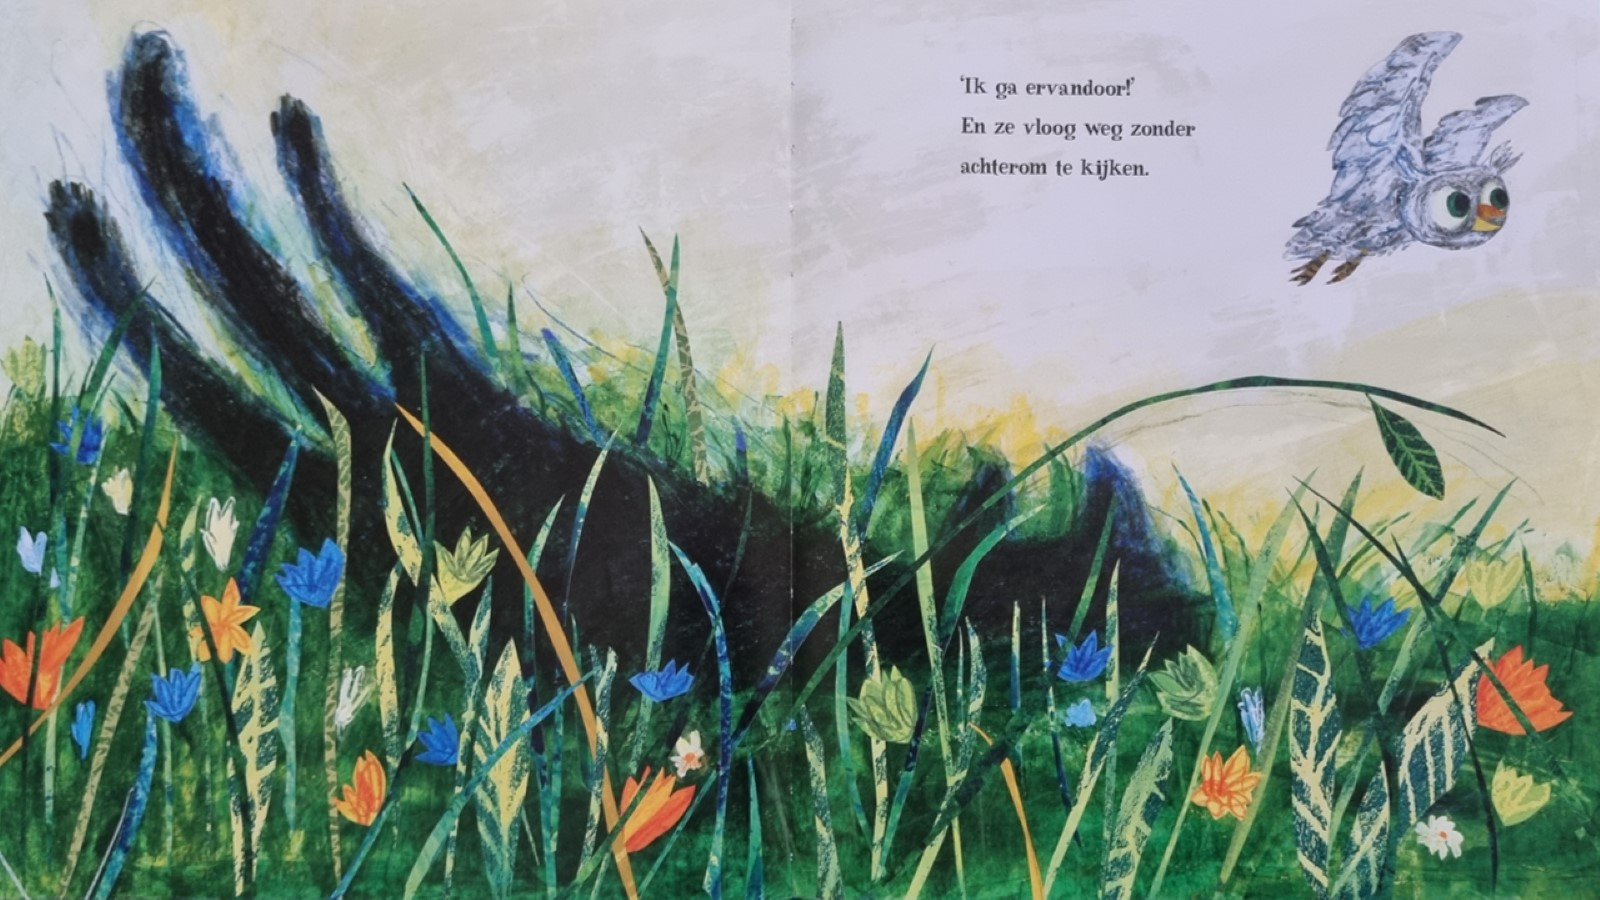 ‘Ik ga ervandoor!’
En ze vloog weg zonder
achterom te kijken.